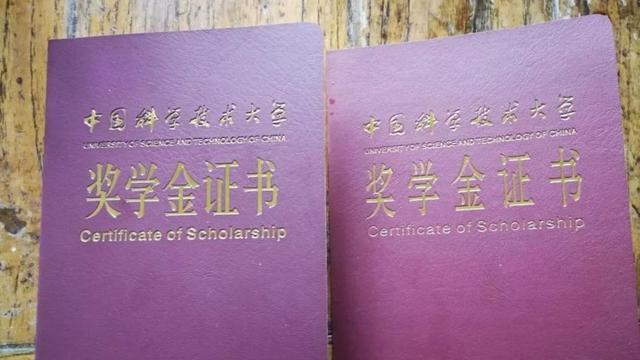 中国科学技术大学
UNIVERSITY OF SCIENCE AND TECHNOLOGY OF CHINA
奖学金证书
Certificate of Scholarship
中国科学技术大学
UNIVERSITY OF SCIENCE AND TECHNOLOGY OF CHINA
奖学金证书
Certificate of Scholarship